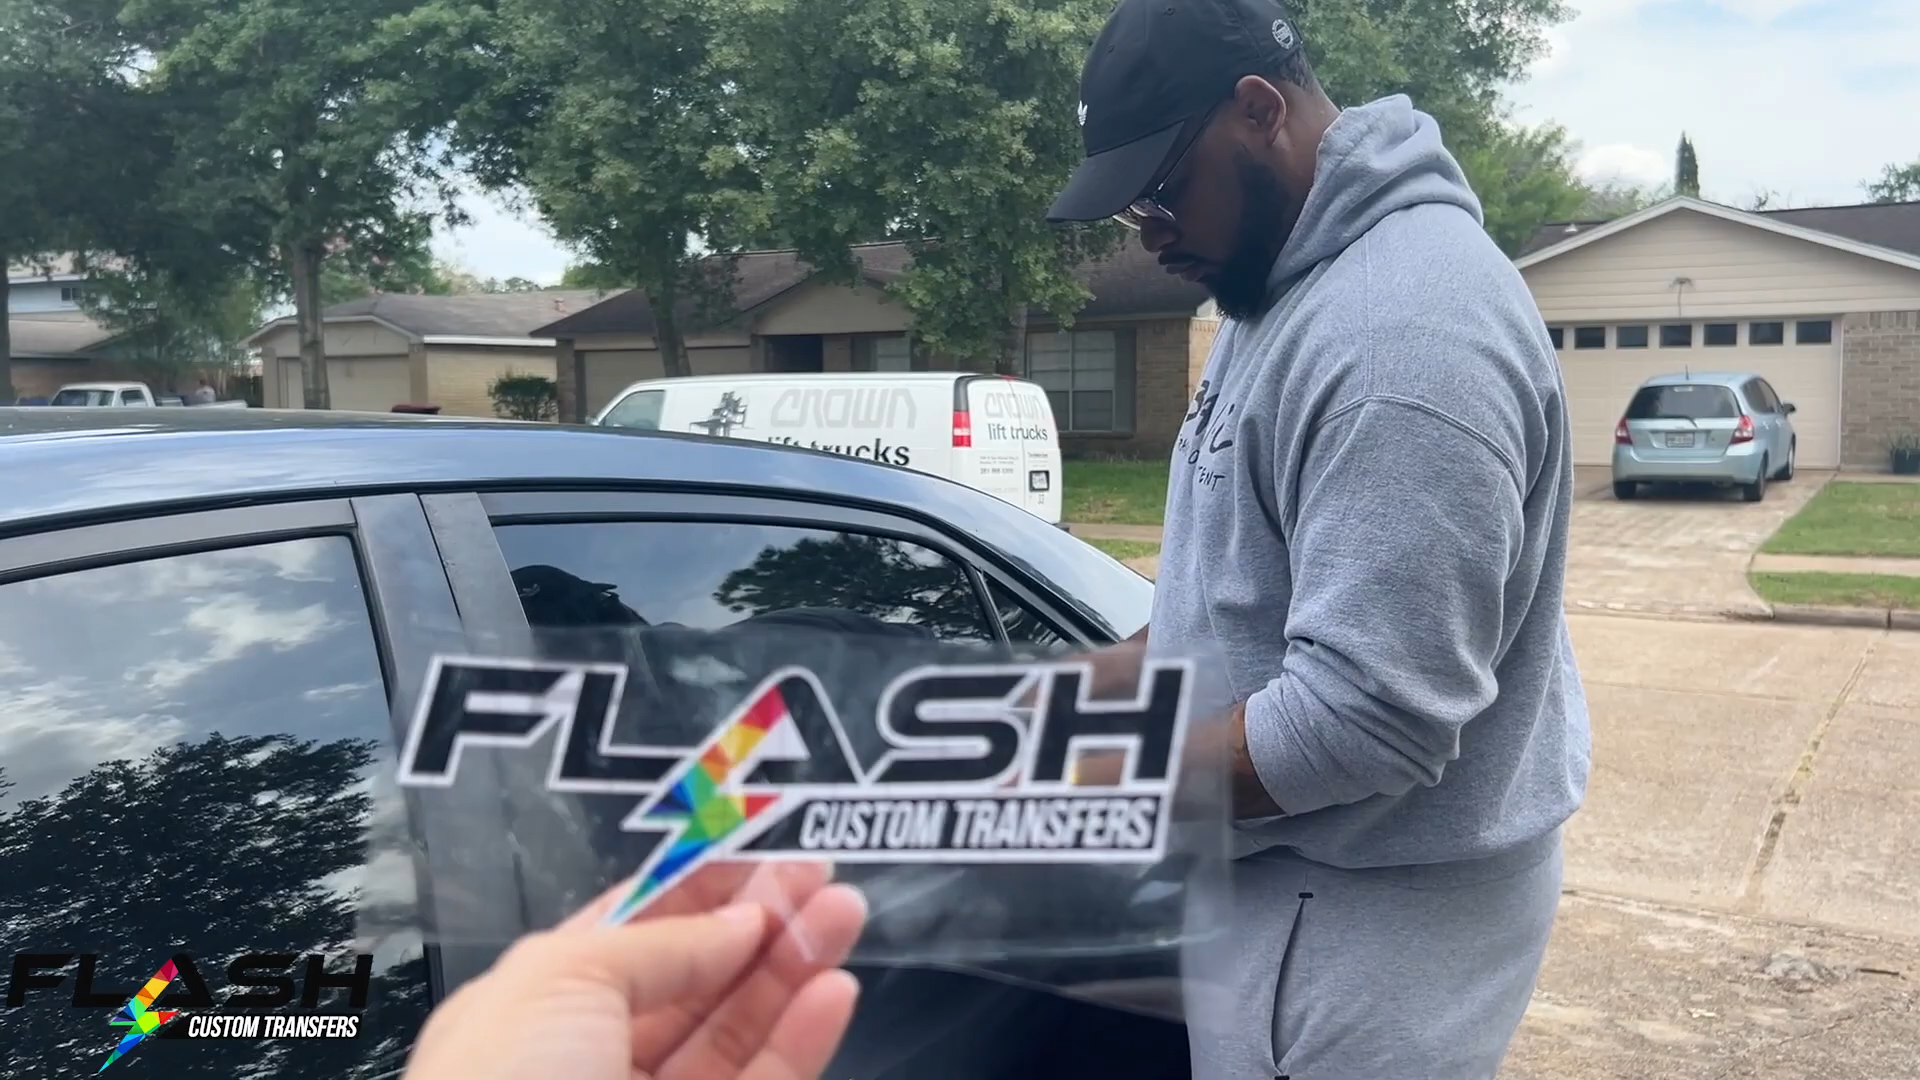 CROWN
lift trucks
CROWN
lift trucks
FLASH
CUSTOM TRANSFERS
FLASH
CUSTOM TRANSFERS